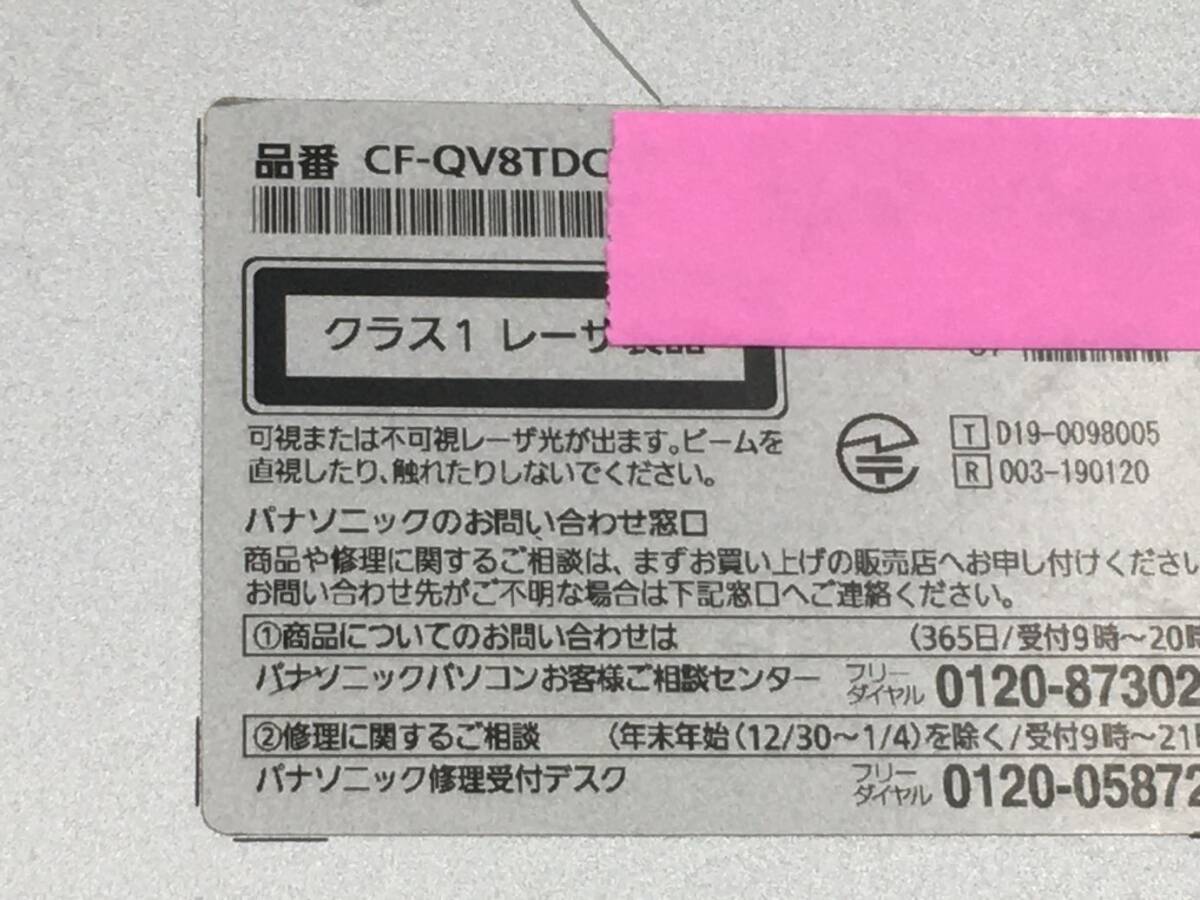 品番 CF-QV8TDC
クラス1 レーザ製品
可視または不可視レーザ光が出ます。ビームを
直視したり、触れたりしないでください。
T D19-0098005
R 003-190120
パナソニックのお問い合わせ窓口
商品や修理に関するご相談は、まずお買い上げの販売店へお申し付けください
お問い合わせ先がご不明な場合は下記窓口へご連絡ください。
①商品についてのお問い合わせは (365日/受付9時〜20時
パナソニックパソコンお客様ご相談センター フリーダイヤル 0120-87302
②修理に関するご相談 (年末年始(12/30〜1/4)を除く/受付9時〜21時
パナソニック修理受付デスク フリーダイヤル 0120-05872